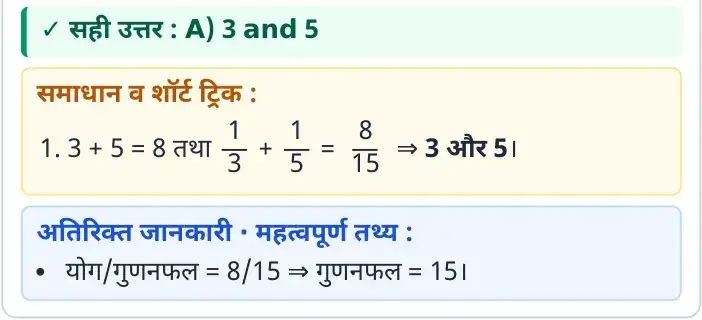 ✓ सही उत्तर : A) 3 and 5
समाधान व शॉर्ट ट्रिक :
1. 3 + 5 = 8 तथा 1/3 + 1/5 = 8/15 ⇒ 3 और 5।
अतिरिक्त जानकारी · महत्वपूर्ण तथ्य :
• योग/गुणनफल = 8/15 ⇒ गुणनफल = 15।